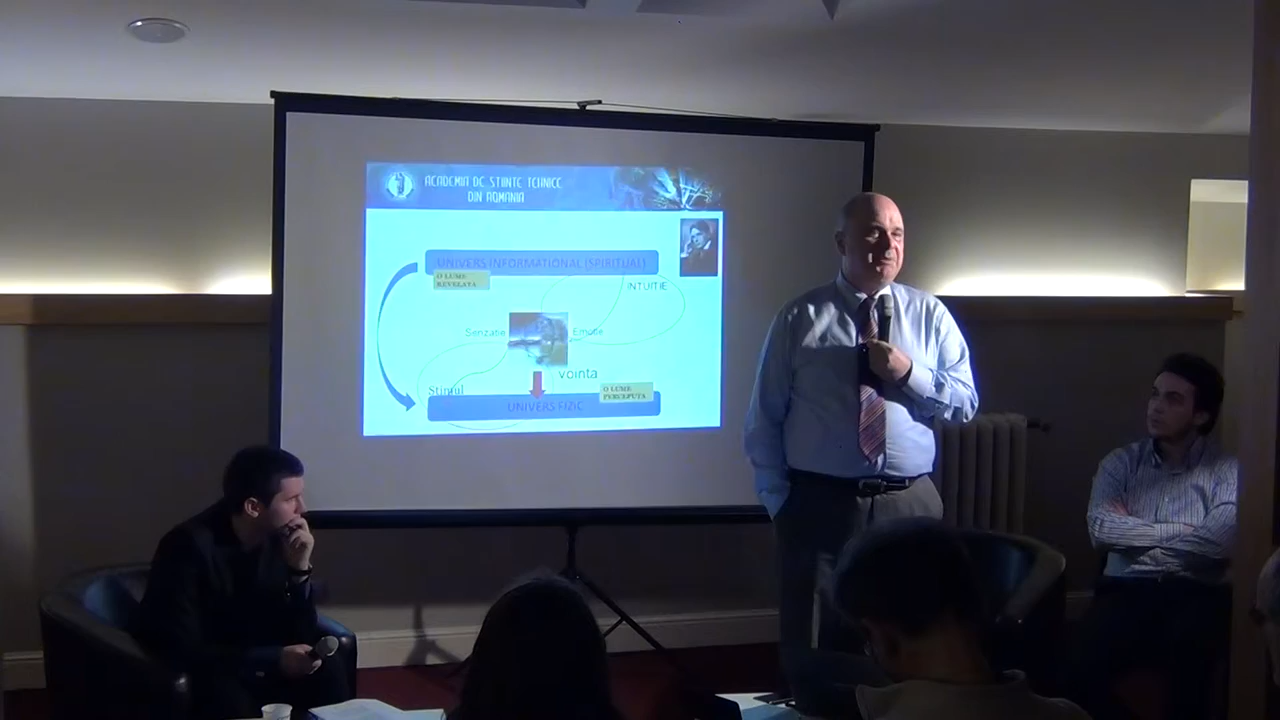 ACADEMIA DE STIINTE TEHNICE
DIN ROMANIA
UNIVERS INFORMATIONAL (SPIRITUAL)
O LUME
REVELATA
INTUITIE
Senzatie
Emotie
vointa
Stimul
O LUME
PERCEPUTA
UNIVERS FIZIC